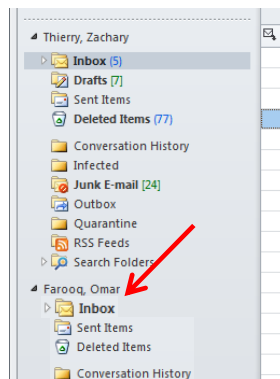 Thierry, Zachary
Inbox (5)
Drafts [7]
Sent Items
Deleted Items (77)
Conversation History
Infected
Junk E-mail [24]
Outbox
Quarantine
RSS Feeds
Search Folders
Farooq, Omar
Inbox
Sent Items
Deleted Items
Conversation History